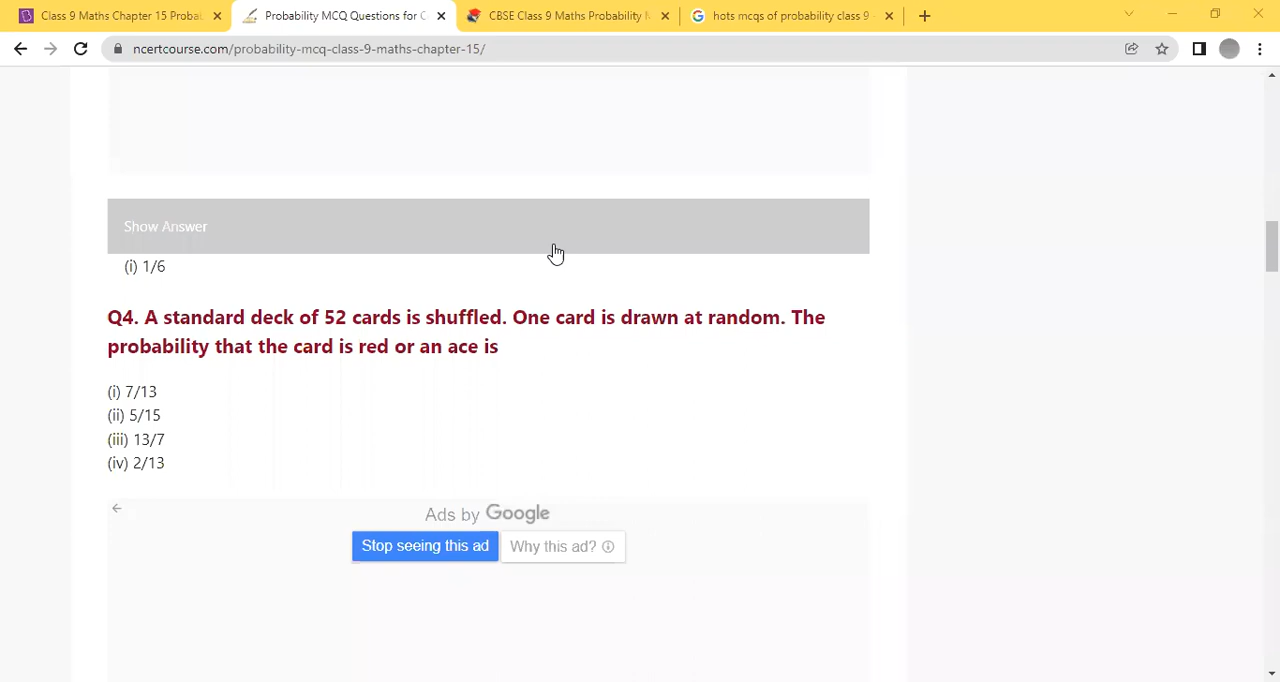 Class 9 Maths Chapter 15 Probal
Probability MCQ Questions for C
CBSE Class 9 Maths Probability M
hots mcqs of probability class 9 -
ncertcourse.com/probability-mcq-class-9-maths-chapter-15/
Show Answer
(i) 1/6
Q4. A standard deck of 52 cards is shuffled. One card is drawn at random. The
probability that the card is red or an ace is
(i) 7/13
(ii) 5/15
(iii) 13/7
(iv) 2/13
Ads by Google
Stop seeing this ad
Why this ad?